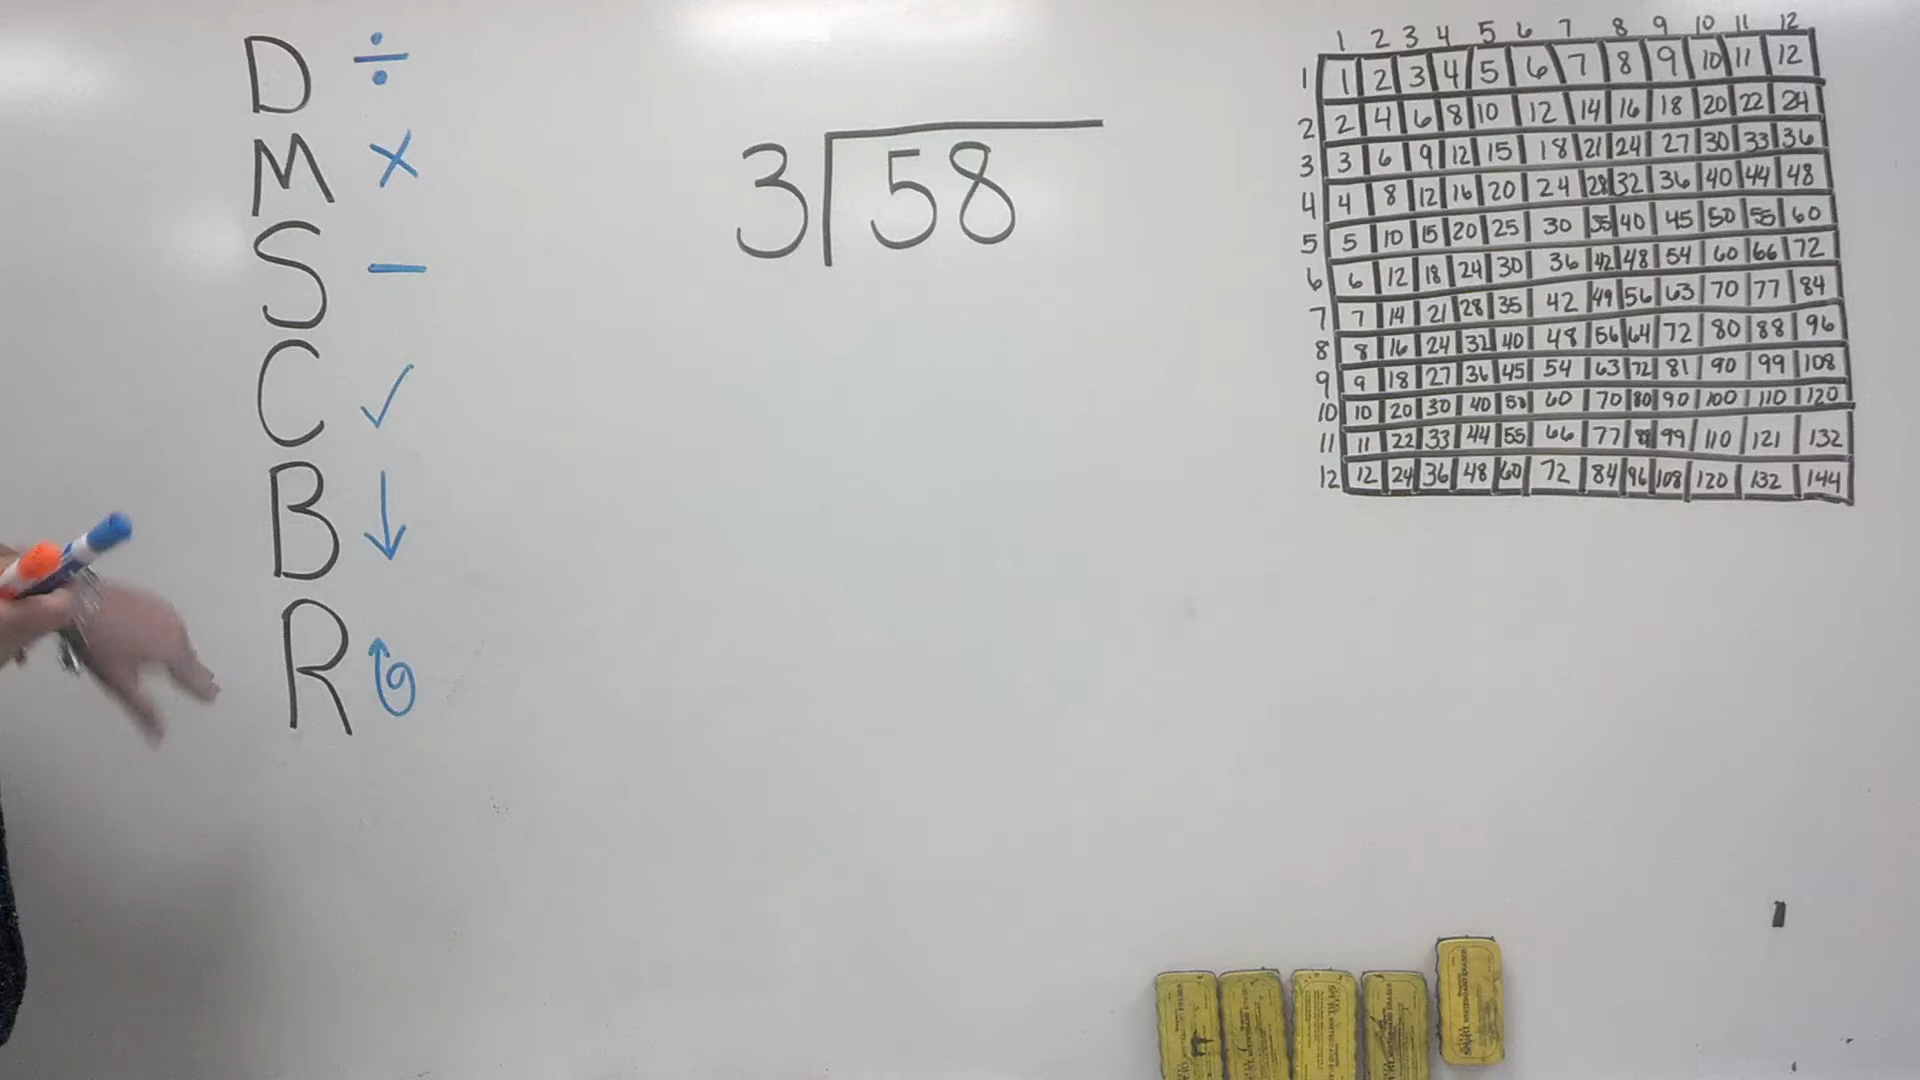 D ÷
M ×
S −
C ✓
B ↓
R
3 58
1 2 3 4 5 6 7 8 9 10 11 12
1 1 2 3 4 5 6 7 8 9 10 11 12
2 2 4 6 8 10 12 14 16 18 20 22 24
3 3 6 9 12 15 18 21 24 27 30 33 36
4 4 8 12 16 20 24 28 32 36 40 44 48
5 5 10 15 20 25 30 35 40 45 50 55 60
6 6 12 18 24 30 36 42 48 54 60 66 72
7 7 14 21 28 35 42 49 56 63 70 77 84
8 8 16 24 32 40 48 56 64 72 80 88 96
9 9 18 27 36 45 54 63 72 81 90 99 108
10 10 20 30 40 50 60 70 80 90 100 110 120
11 11 22 33 44 55 66 77 88 99 110 121 132
12 12 24 36 48 60 72 84 96 108 120 132 144